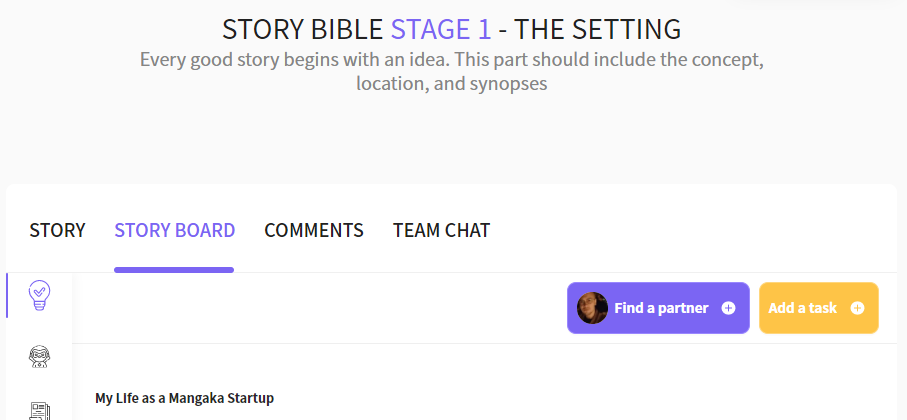 STORY BIBLE STAGE 1 - THE SETTING
Every good story begins with an idea. This part should include the concept,
location, and synopses
STORY STORY BOARD COMMENTS TEAM CHAT
Find a partner Add a task
My Life as a Mangaka Startup